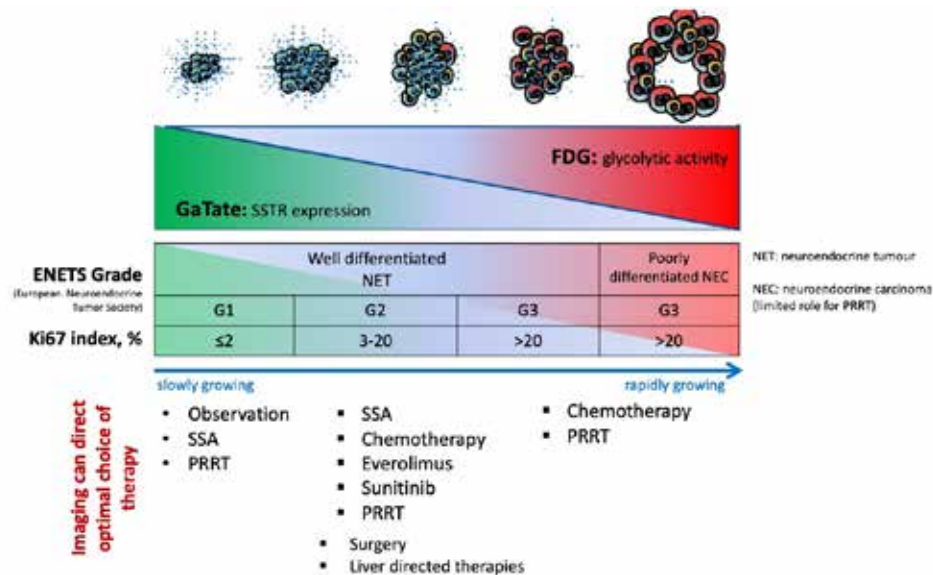 FDG: glycolytic activity
GaTate: SSTR expression
ENETS Grade
(European Neuroendocrine
Tumor Society)
Well differentiated
NET
Poorly
differentiated NEC
G1
G2
G3
G3
Ki67 index, %
≤2
3-20
>20
>20
NET: neuroendocrine tumour
NEC: neuroendocrine carcinoma
(limited role for PRRT)
slowly growing
rapidly growing
Imaging can direct
optimal choice of
therapy
▪ Observation
▪ SSA
▪ PRRT
▪ SSA
▪ Chemotherapy
▪ Everolimus
▪ Sunitinib
▪ PRRT
▪ Surgery
▪ Liver directed therapies
▪ Chemotherapy
▪ PRRT